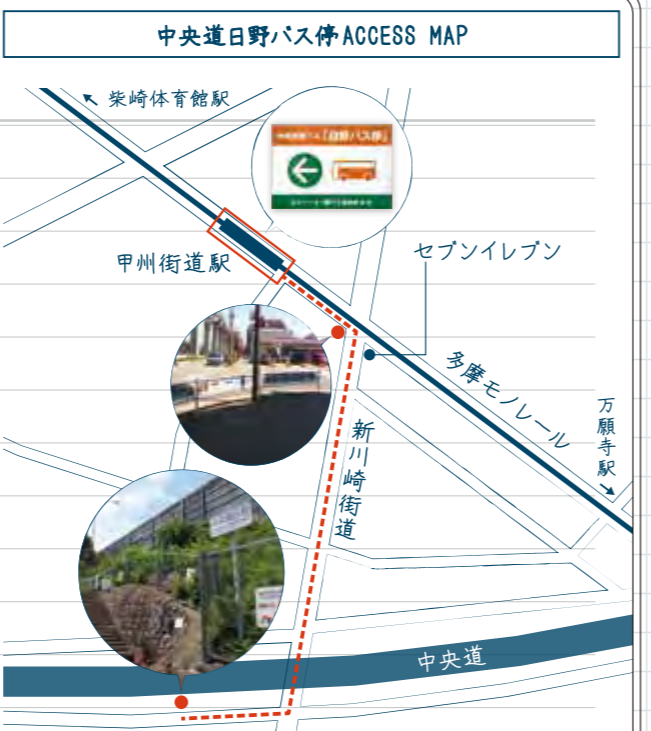 中央道日野バス停ACCESS MAP
柴崎体育館駅
甲州街道駅
セブンイレブン
多摩モノレール
万願寺駅
新川崎街道
中央道